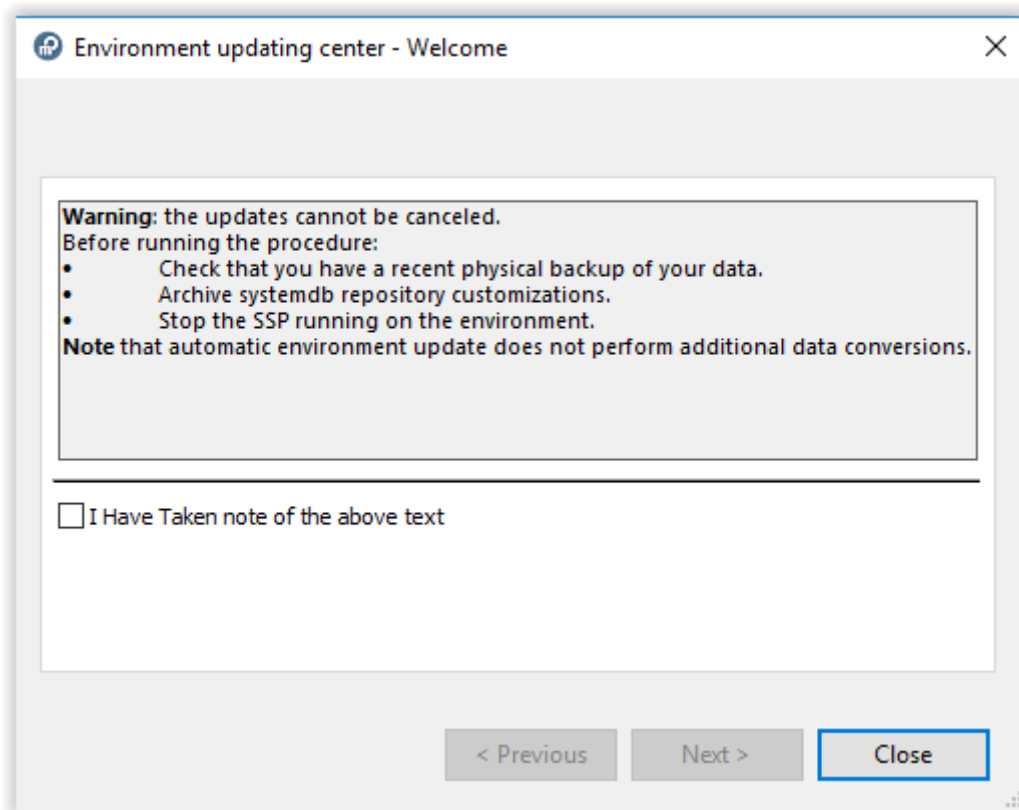 Environment updating center - Welcome
Warning: the updates cannot be canceled.
Before running the procedure:
• Check that you have a recent physical backup of your data.
• Archive systemdb repository customizations.
• Stop the SSP running on the environment.
Note that automatic environment update does not perform additional data conversions.
I Have Taken note of the above text
< Previous Next > Close